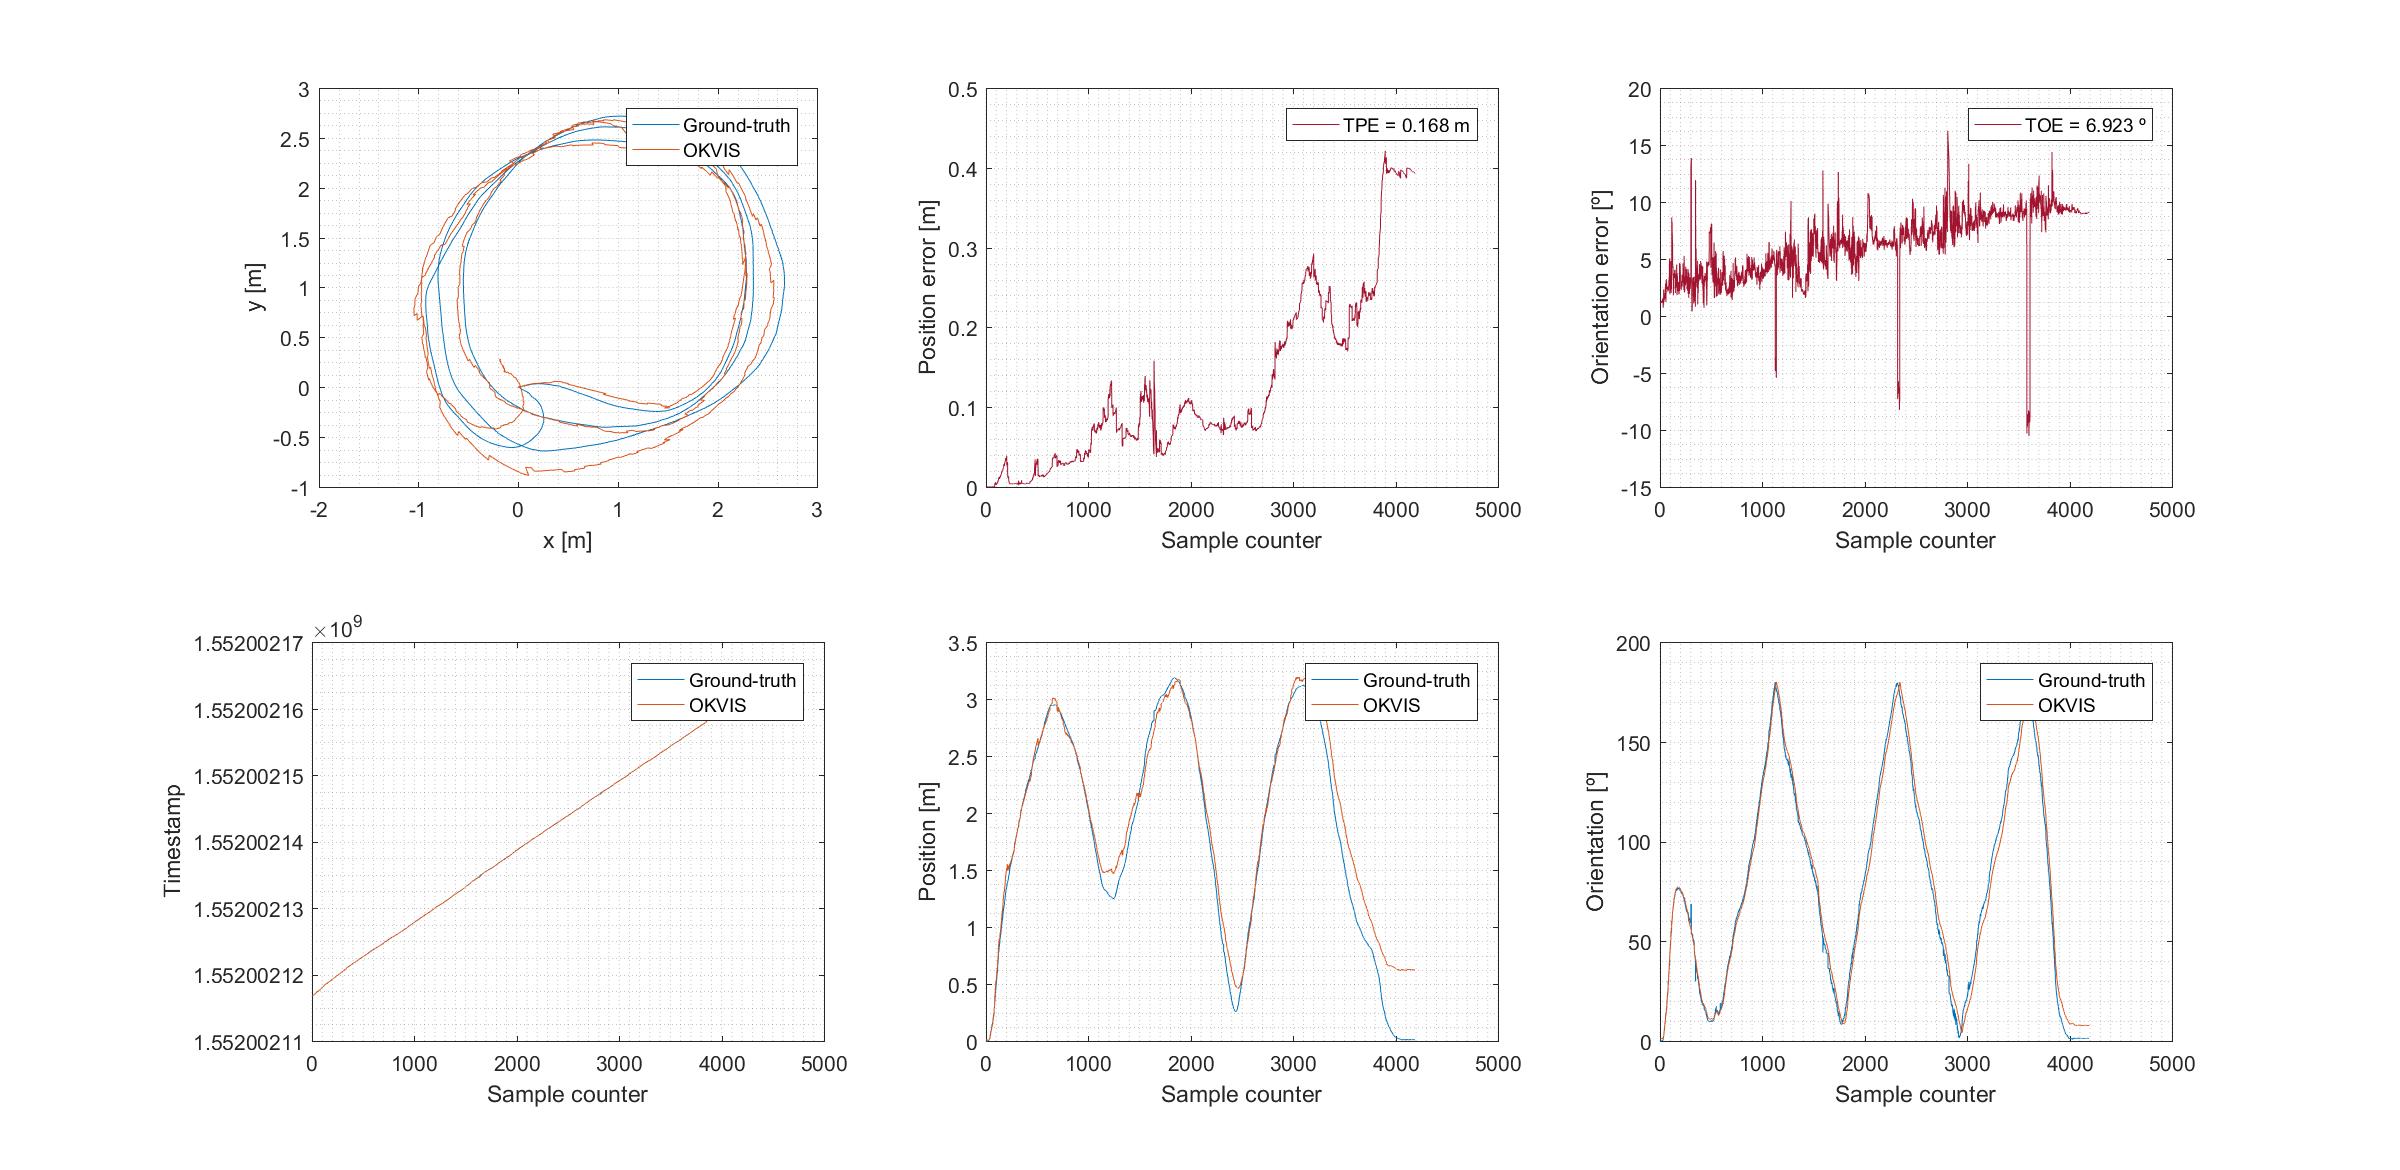 3
2.5
2
1.5
1
0.5
0
-0.5
-1
-2 -1 0 1 2 3
x [m]
y [m]
Ground-truth
OKVIS
0.5
0.4
0.3
0.2
0.1
0
0 1000 2000 3000 4000 5000
Sample counter
Position error [m]
TPE = 0.168 m
20
15
10
5
0
-5
-10
-15
0 1000 2000 3000 4000 5000
Sample counter
Orientation error [º]
TOE = 6.923 º
×10⁹
1.55200217
1.55200216
1.55200215
1.55200214
1.55200213
1.55200212
1.55200211
0 1000 2000 3000 4000 5000
Sample counter
Timestamp
Ground-truth
OKVIS
3.5
3
2.5
2
1.5
1
0.5
0
0 1000 2000 3000 4000 5000
Sample counter
Position [m]
Ground-truth
OKVIS
200
150
100
50
0
0 1000 2000 3000 4000 5000
Sample counter
Orientation [º]
Ground-truth
OKVIS